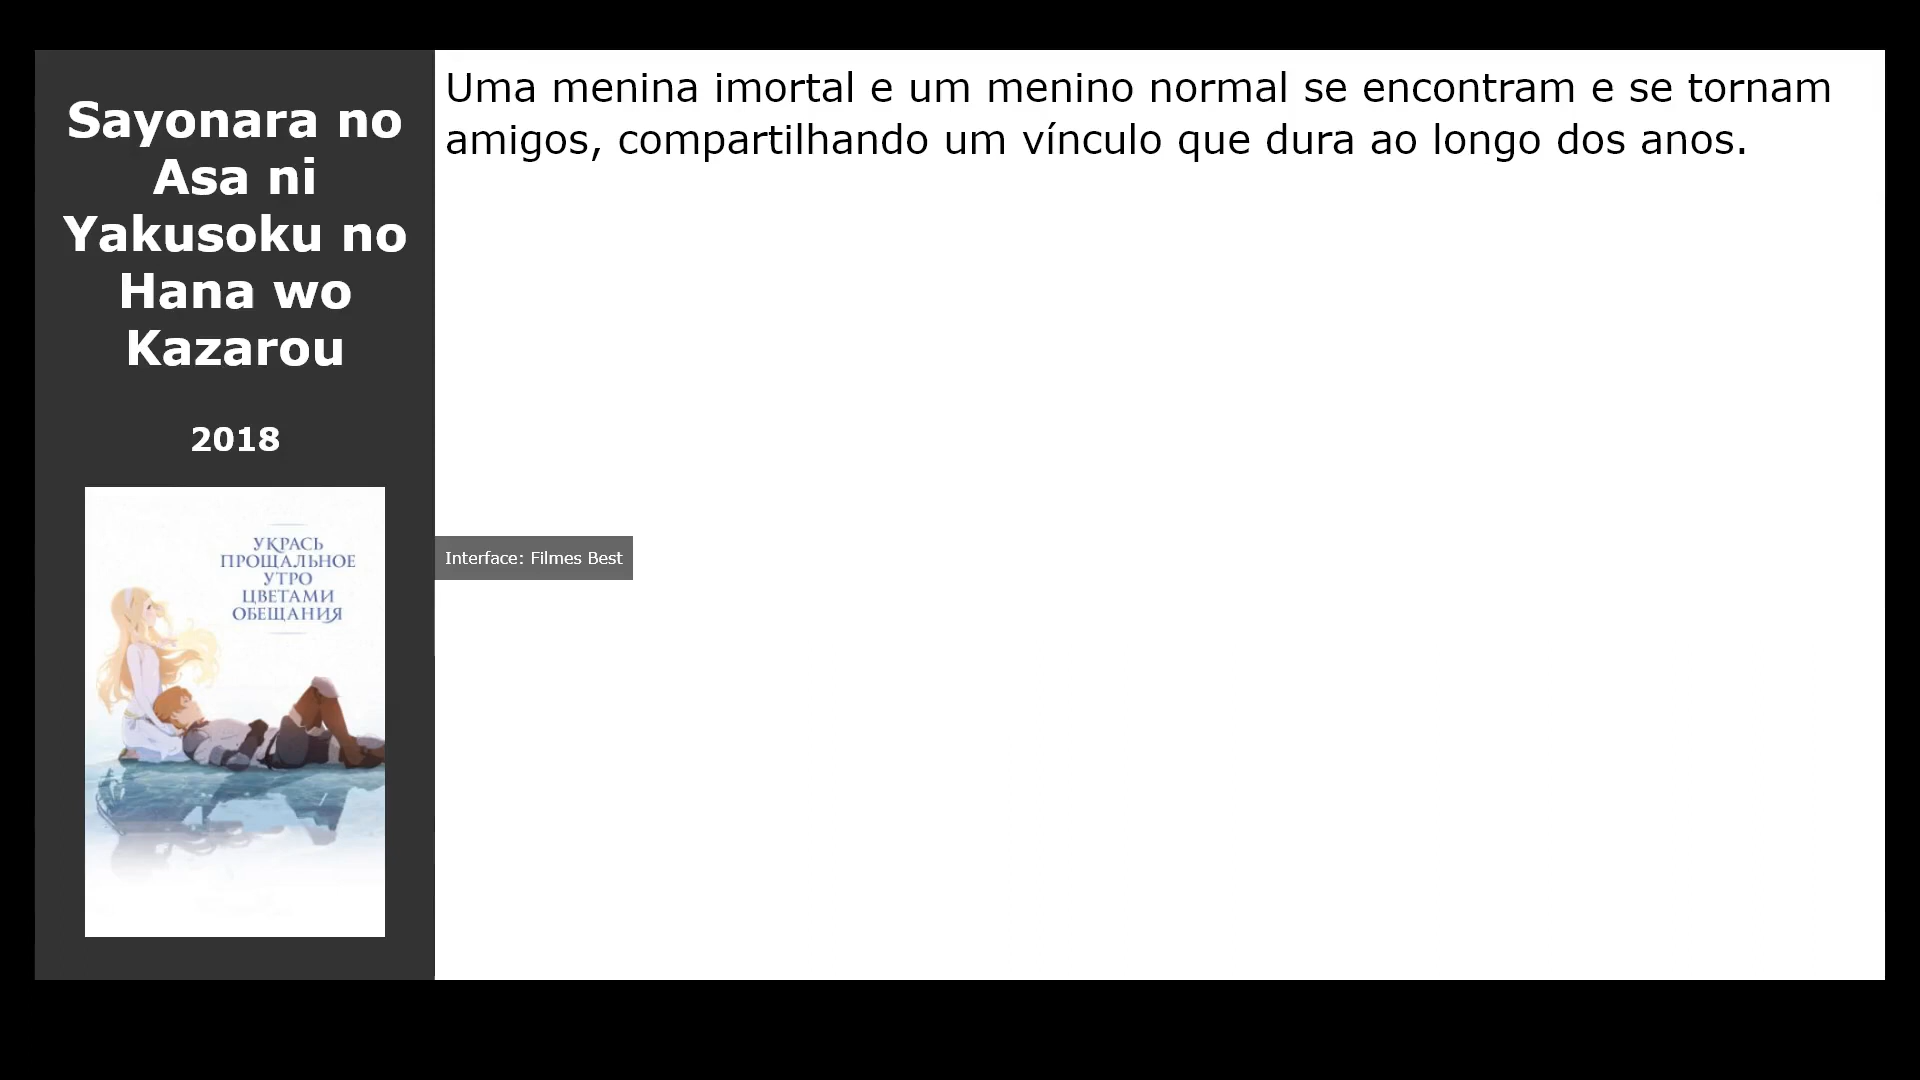 Sayonara no
Asa ni
Yakusoku no
Hana wo
Kazarou
2018
УКРАСЬ
ПРОЩАЛЬНОЕ
УТРО
ЦВЕТАМИ
ОБЕЩАНИЯ
Uma menina imortal e um menino normal se encontram e se tornam
amigos, compartilhando um vínculo que dura ao longo dos anos.
Interface: Filmes Best